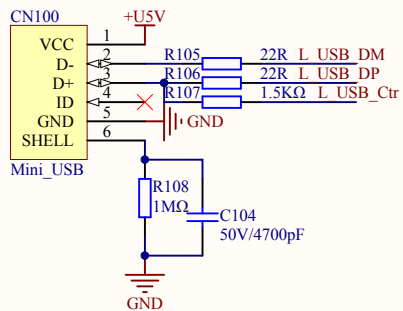 CN100
+U5V
VCC 1
D- 2 R105 22R L_USB_DM
D+ 3 R106 22R L_USB_DP
ID 4 R107 1.5KΩ L_USB_Ctr
GND 5 GND
SHELL 6
Mini_USB
R108
1MΩ
C104
50V/4700pF
GND